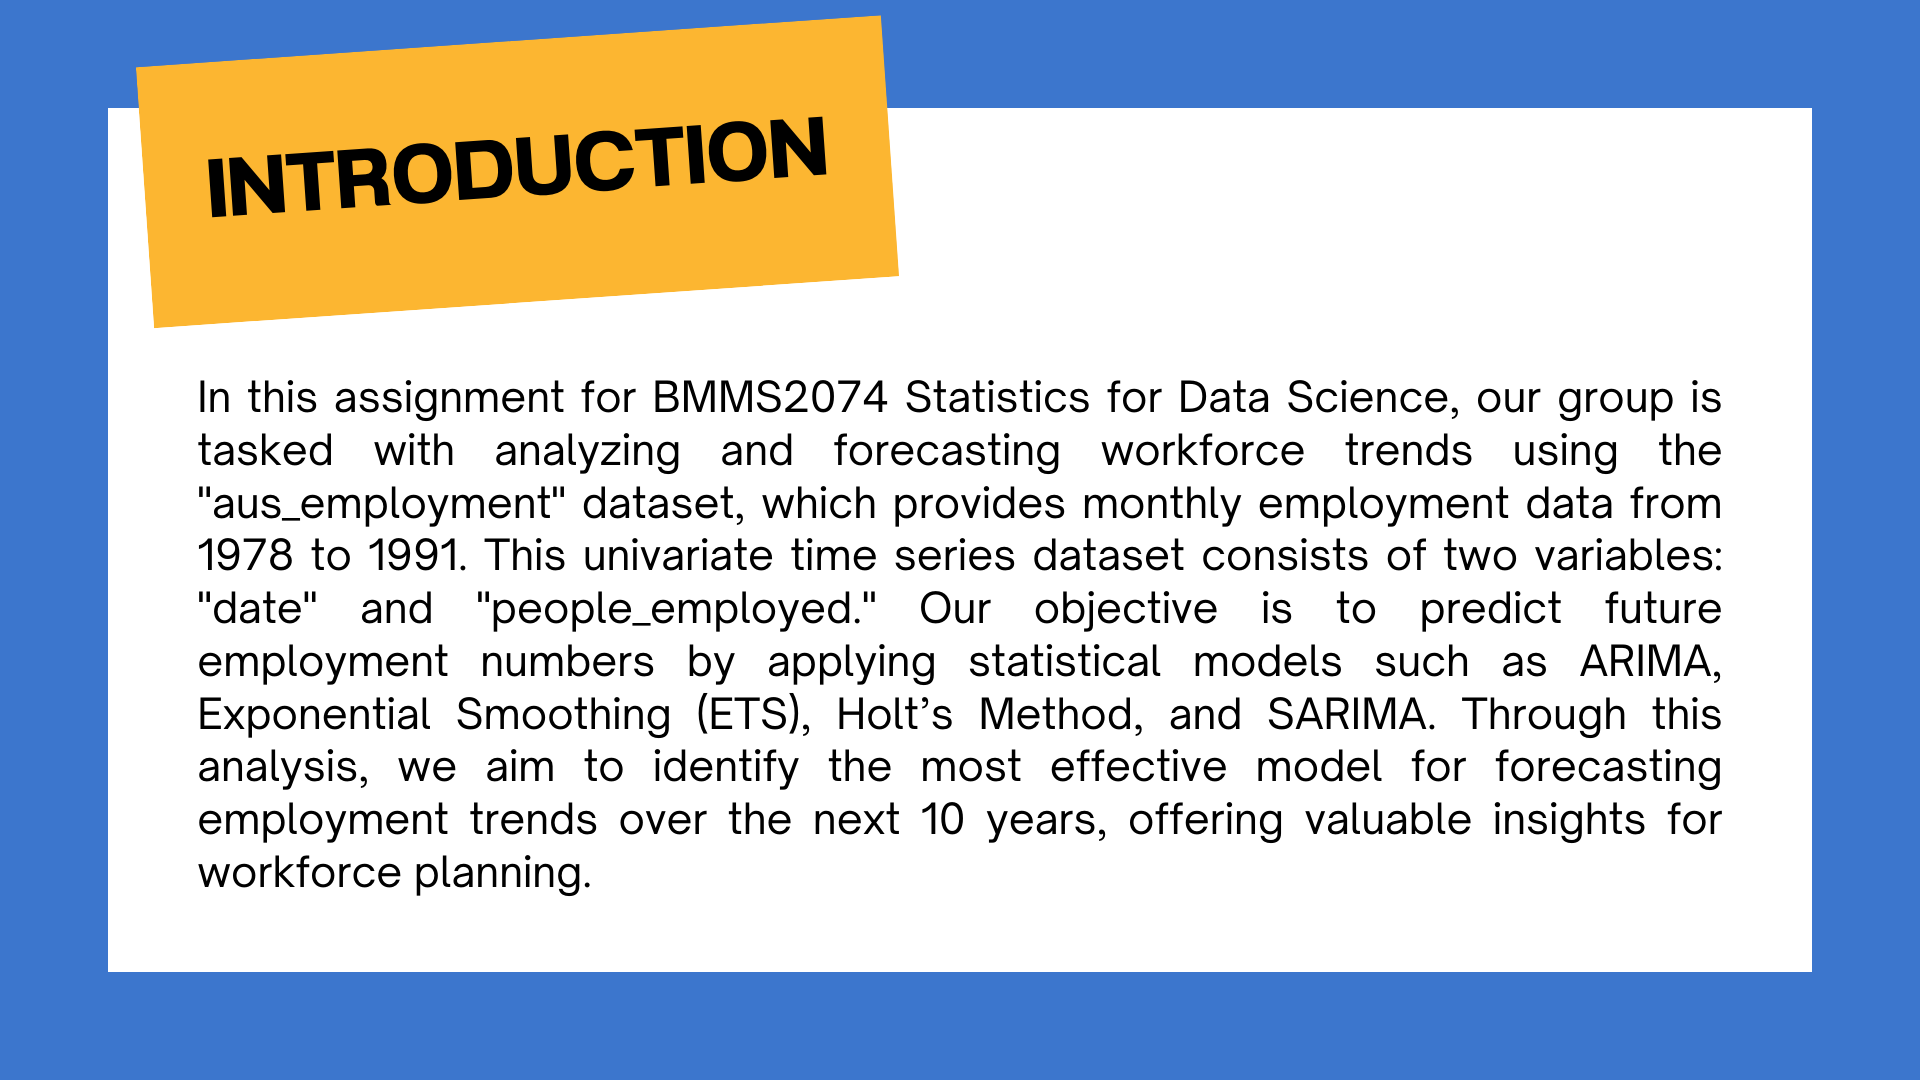 INTRODUCTION
In this assignment for BMMS2074 Statistics for Data Science, our group is
tasked with analyzing and forecasting workforce trends using the
"aus_employment" dataset, which provides monthly employment data from
1978 to 1991. This univariate time series dataset consists of two variables:
"date" and "people_employed." Our objective is to predict future
employment numbers by applying statistical models such as ARIMA,
Exponential Smoothing (ETS), Holt’s Method, and SARIMA. Through this
analysis, we aim to identify the most effective model for forecasting
employment trends over the next 10 years, offering valuable insights for
workforce planning.